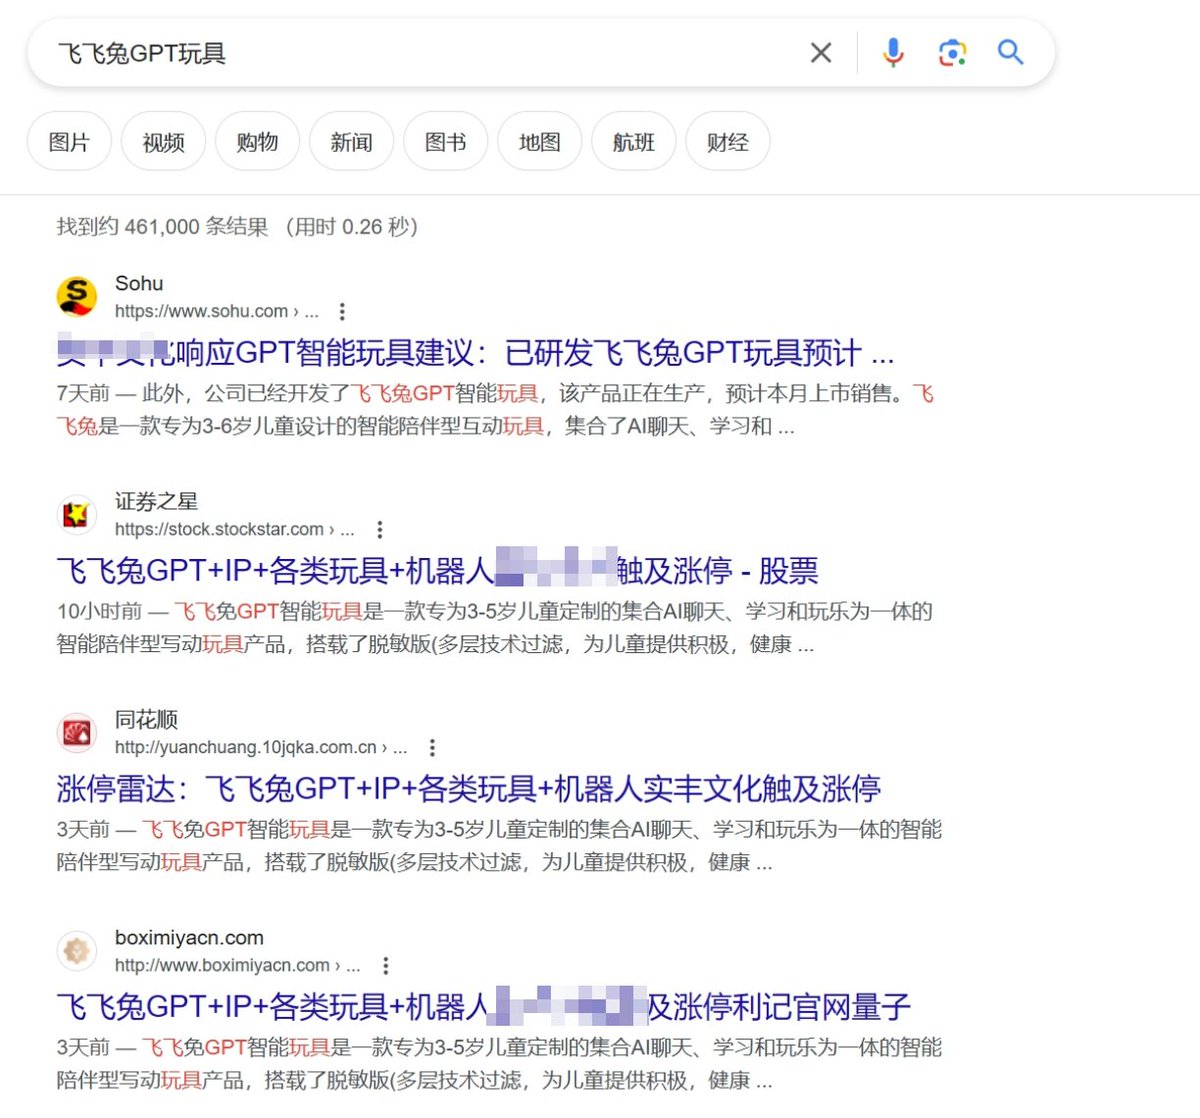 飞飞兔GPT玩具
图片 视频 购物 新闻 图书 地图 航班 财经
找到约 461,000 条结果 （用时 0.26 秒）
Sohu
https://www.sohu.com › ...
响应GPT智能玩具建议：已研发飞飞兔GPT玩具预计 ...
7天前 — 此外，公司已经开发了飞飞兔GPT智能玩具，该产品正在生产，预计本月上市销售。飞
飞兔是一款专为3-6岁儿童设计的智能陪伴型互动玩具，集合了AI聊天、学习和 ...
证券之星
https://stock.stockstar.com › ...
飞飞兔GPT+IP+各类玩具+机器人触及涨停 - 股票
10小时前 — 飞飞兔GPT智能玩具是一款专为3-5岁儿童定制的集合AI聊天、学习和玩乐为一体的
智能陪伴型写动玩具产品，搭载了脱敏版(多层技术过滤，为儿童提供积极，健康 ...
同花顺
http://yuanchuang.10jqka.com.cn › ...
涨停雷达：飞飞兔GPT+IP+各类玩具+机器人实丰文化触及涨停
3天前 — 飞飞免GPT智能玩具是一款专为3-5岁儿童定制的集合AI聊天、学习和玩乐为一体的智能
陪伴型写动玩具产品，搭载了脱敏版(多层技术过滤，为儿童提供积极，健康 ...
boximiyacn.com
http://www.boximiyacn.com › ...
飞飞兔GPT+IP+各类玩具+机器人及涨停利记官网量子
3天前 — 飞飞免GPT智能玩具是一款专为3-5岁儿童定制的集合AI聊天、学习和玩乐为一体的智能
陪伴型写动玩具产品，搭载了脱敏版(多层技术过滤，为儿童提供积极，健康 ...